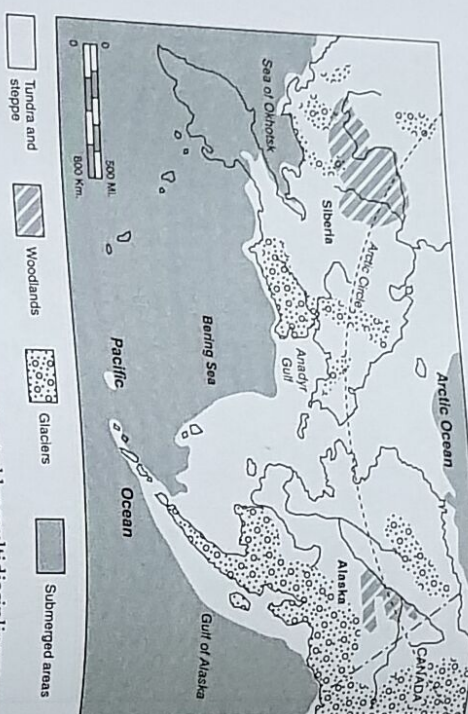 Arctic Ocean
CANADA
Arctic Circle
Siberia
Alaska
Anadyr
Gulf
Sea of Okhotsk
Bering Sea
Gulf of Alaska
Pacific
Ocean
0 500 Mi.
0 800 Km.
Tundra and
steppe
Woodlands
Glaciers
Submerged areas